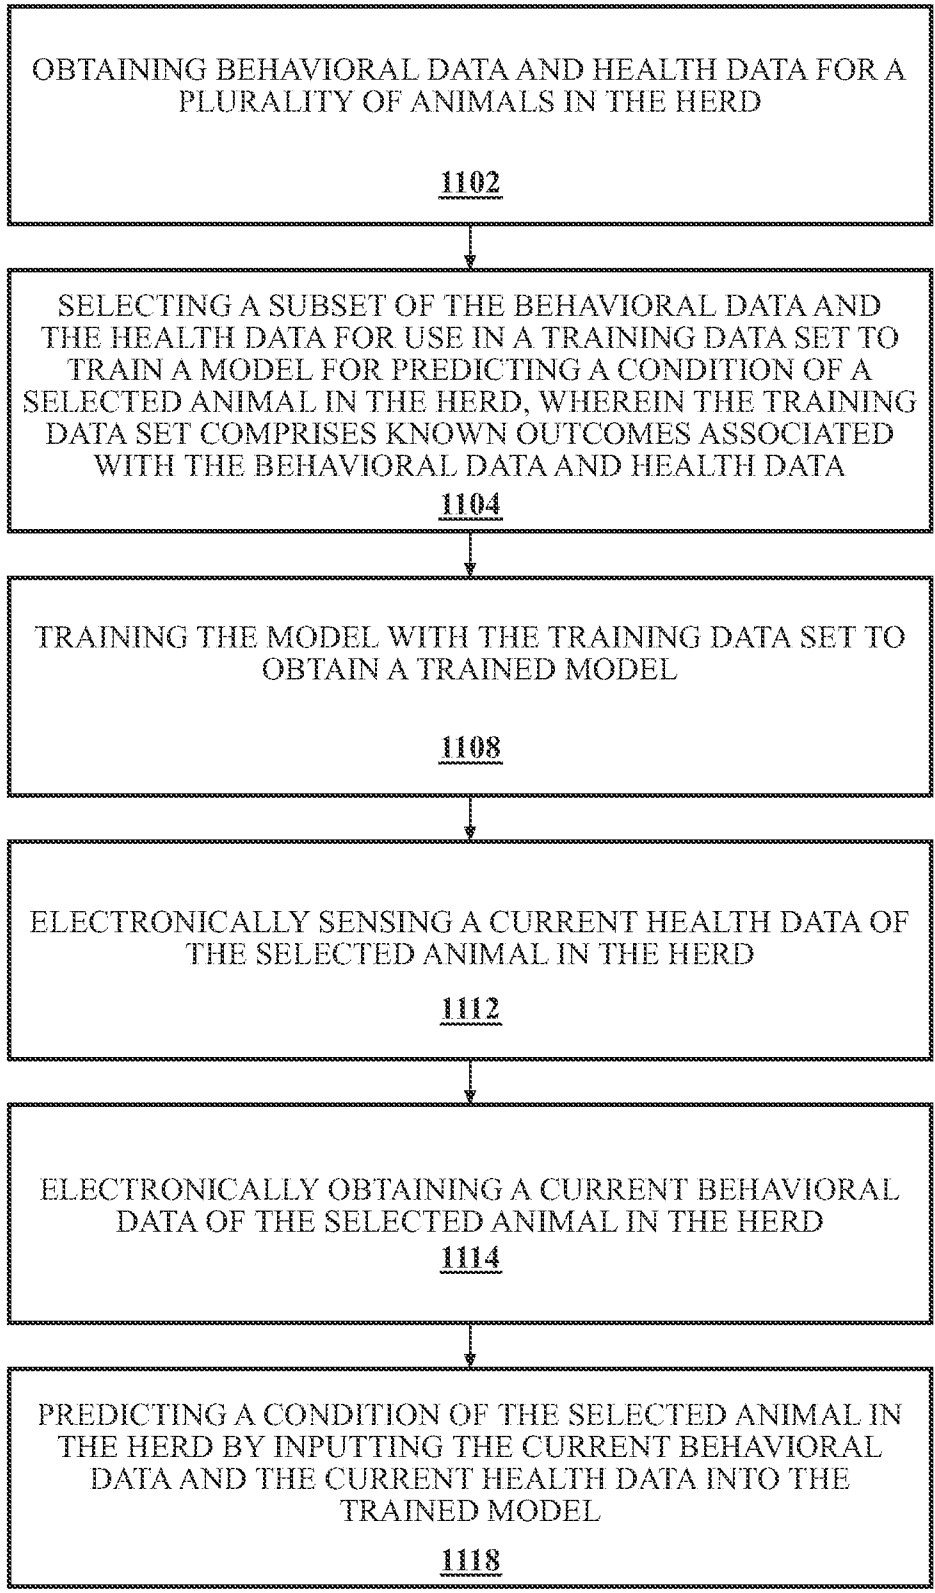 OBTAINING BEHAVIORAL DATA AND HEALTH DATA FOR A
PLURALITY OF ANIMALS IN THE HERD
1102
SELECTING A SUBSET OF THE BEHAVIORAL DATA AND
THE HEALTH DATA FOR USE IN A TRAINING DATA SET TO
TRAIN A MODEL FOR PREDICTING A CONDITION OF A
SELECTED ANIMAL IN THE HERD, WHEREIN THE TRAINING
DATA SET COMPRISES KNOWN OUTCOMES ASSOCIATED
WITH THE BEHAVIORAL DATA AND HEALTH DATA
1104
TRAINING THE MODEL WITH THE TRAINING DATA SET TO
OBTAIN A TRAINED MODEL
1108
ELECTRONICALLY SENSING A CURRENT HEALTH DATA OF
THE SELECTED ANIMAL IN THE HERD
1112
ELECTRONICALLY OBTAINING A CURRENT BEHAVIORAL
DATA OF THE SELECTED ANIMAL IN THE HERD
1114
PREDICTING A CONDITION OF THE SELECTED ANIMAL IN
THE HERD BY INPUTTING THE CURRENT BEHAVIORAL
DATA AND THE CURRENT HEALTH DATA INTO THE
TRAINED MODEL
1118